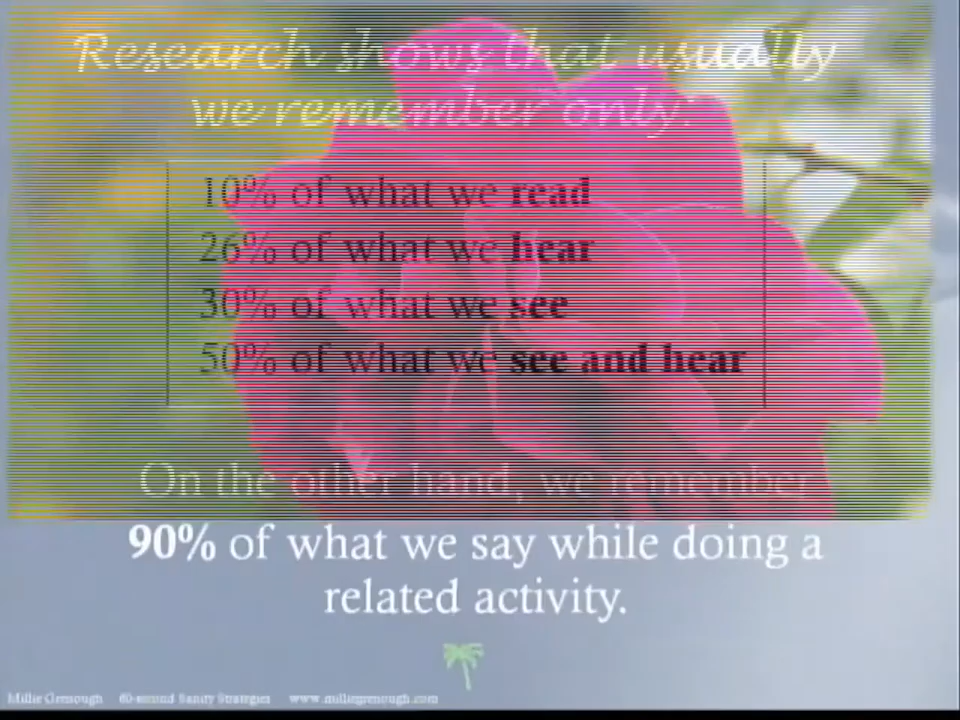 Research shows that usually
we remember only:
10% of what we read
26% of what we hear
30% of what we see
50% of what we see and hear
On the other hand, we remember
90% of what we say while doing a
related activity.
Millie Grenough 60-second Sanity Strategies www.milliegrenough.com